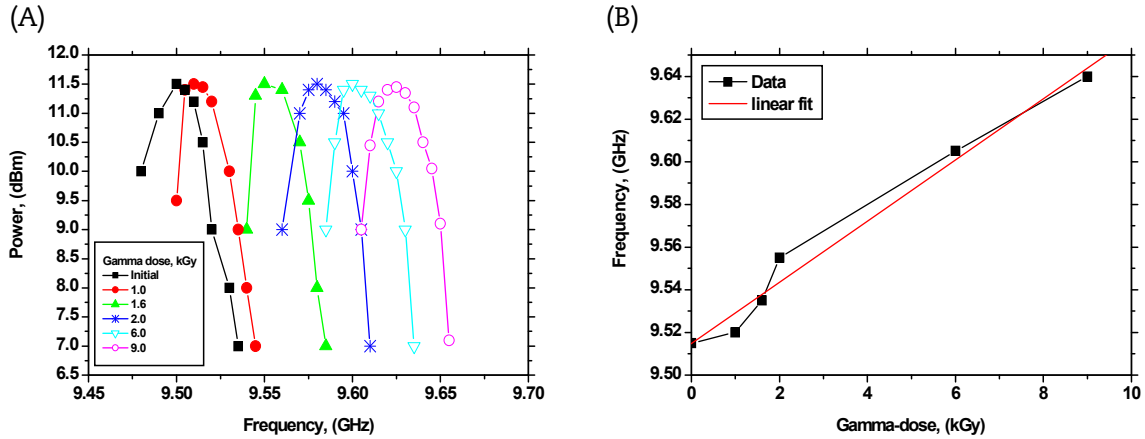 (A)
12.0
11.5
11.0
10.5
10.0
9.5
9.0
8.5
8.0
7.5
7.0
6.5
Power, (dBm)
Gamma dose, kGy
Initial
1.0
1.6
2.0
6.0
9.0
9.45 9.50 9.55 9.60 9.65 9.70
Frequency, (GHz)
(B)
9.64
9.62
9.60
9.58
9.56
9.54
9.52
9.50
Frequency, (GHz)
Data
linear fit
0 2 4 6 8 10
Gamma-dose, (kGy)